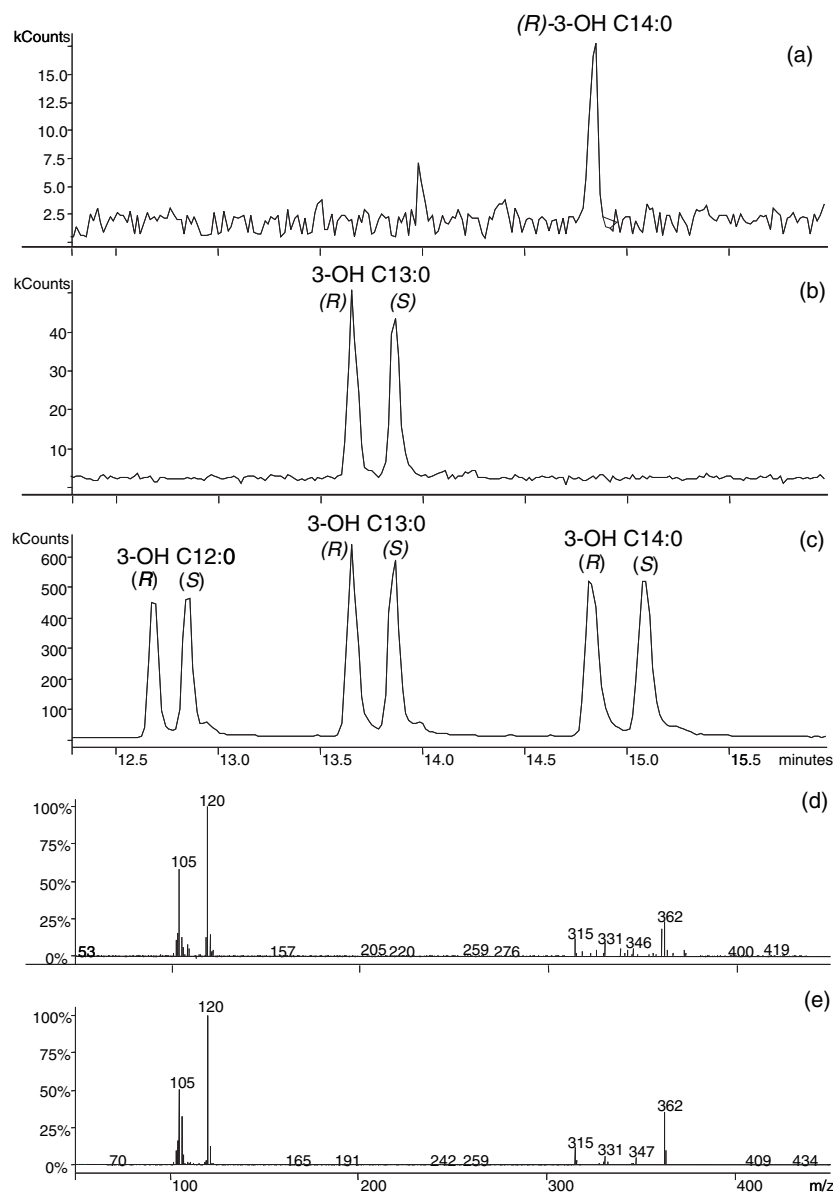 (R)-3-OH C14:0
kCounts
(a)
15.0
12.5
10.0
7.5
5.0
2.5
kCounts
3-OH C13:0
(R) (S)
(b)
40
30
20
10
kCounts
3-OH C12:0
(R) (S)
3-OH C13:0
(R) (S)
3-OH C14:0
(R) (S)
(c)
600
500
400
300
200
100
12.5 13.0 13.5 14.0 14.5 15.0 15.5 minutes
(d)
100%
75%
50%
25%
0%
120
105
53 157 205 220 259 276 315 331 346 362 400 419
(e)
100%
75%
50%
25%
0%
120
105
70 165 191 242 259 315 331 347 362 409 434
100 200 300 400 m/z